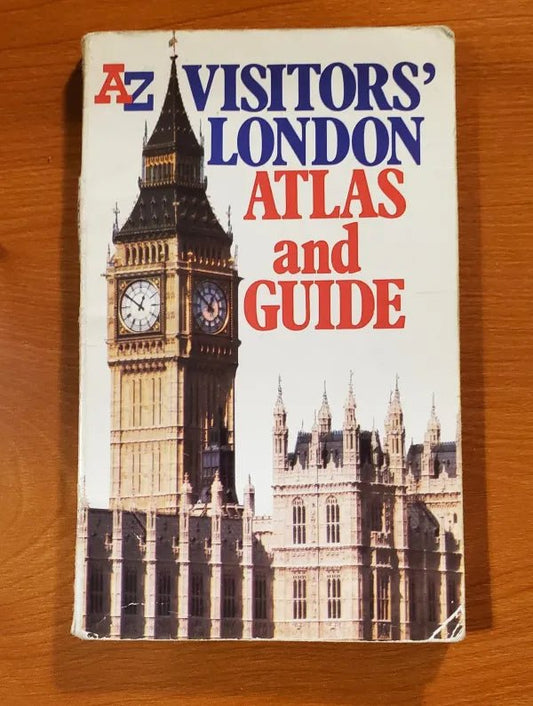 AZ VISITORS'
LONDON
ATLAS
and
GUIDE